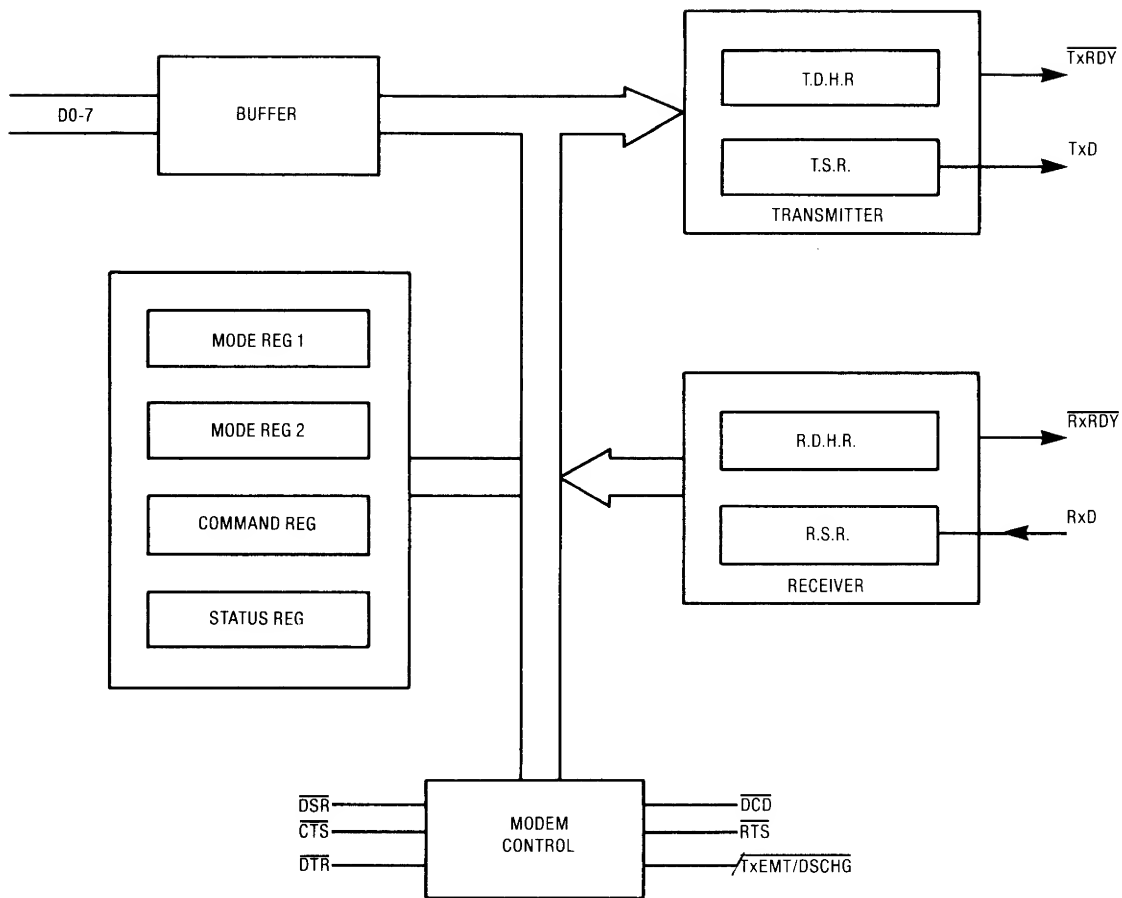 D0-7
BUFFER
T.D.H.R
T.S.R.
TRANSMITTER
TxRDY
TxD
MODE REG 1
MODE REG 2
COMMAND REG
STATUS REG
R.D.H.R.
R.S.R.
RECEIVER
RxRDY
RxD
DSR
CTS
DTR
MODEM
CONTROL
DCD
RTS
TxEMT/DSCHG